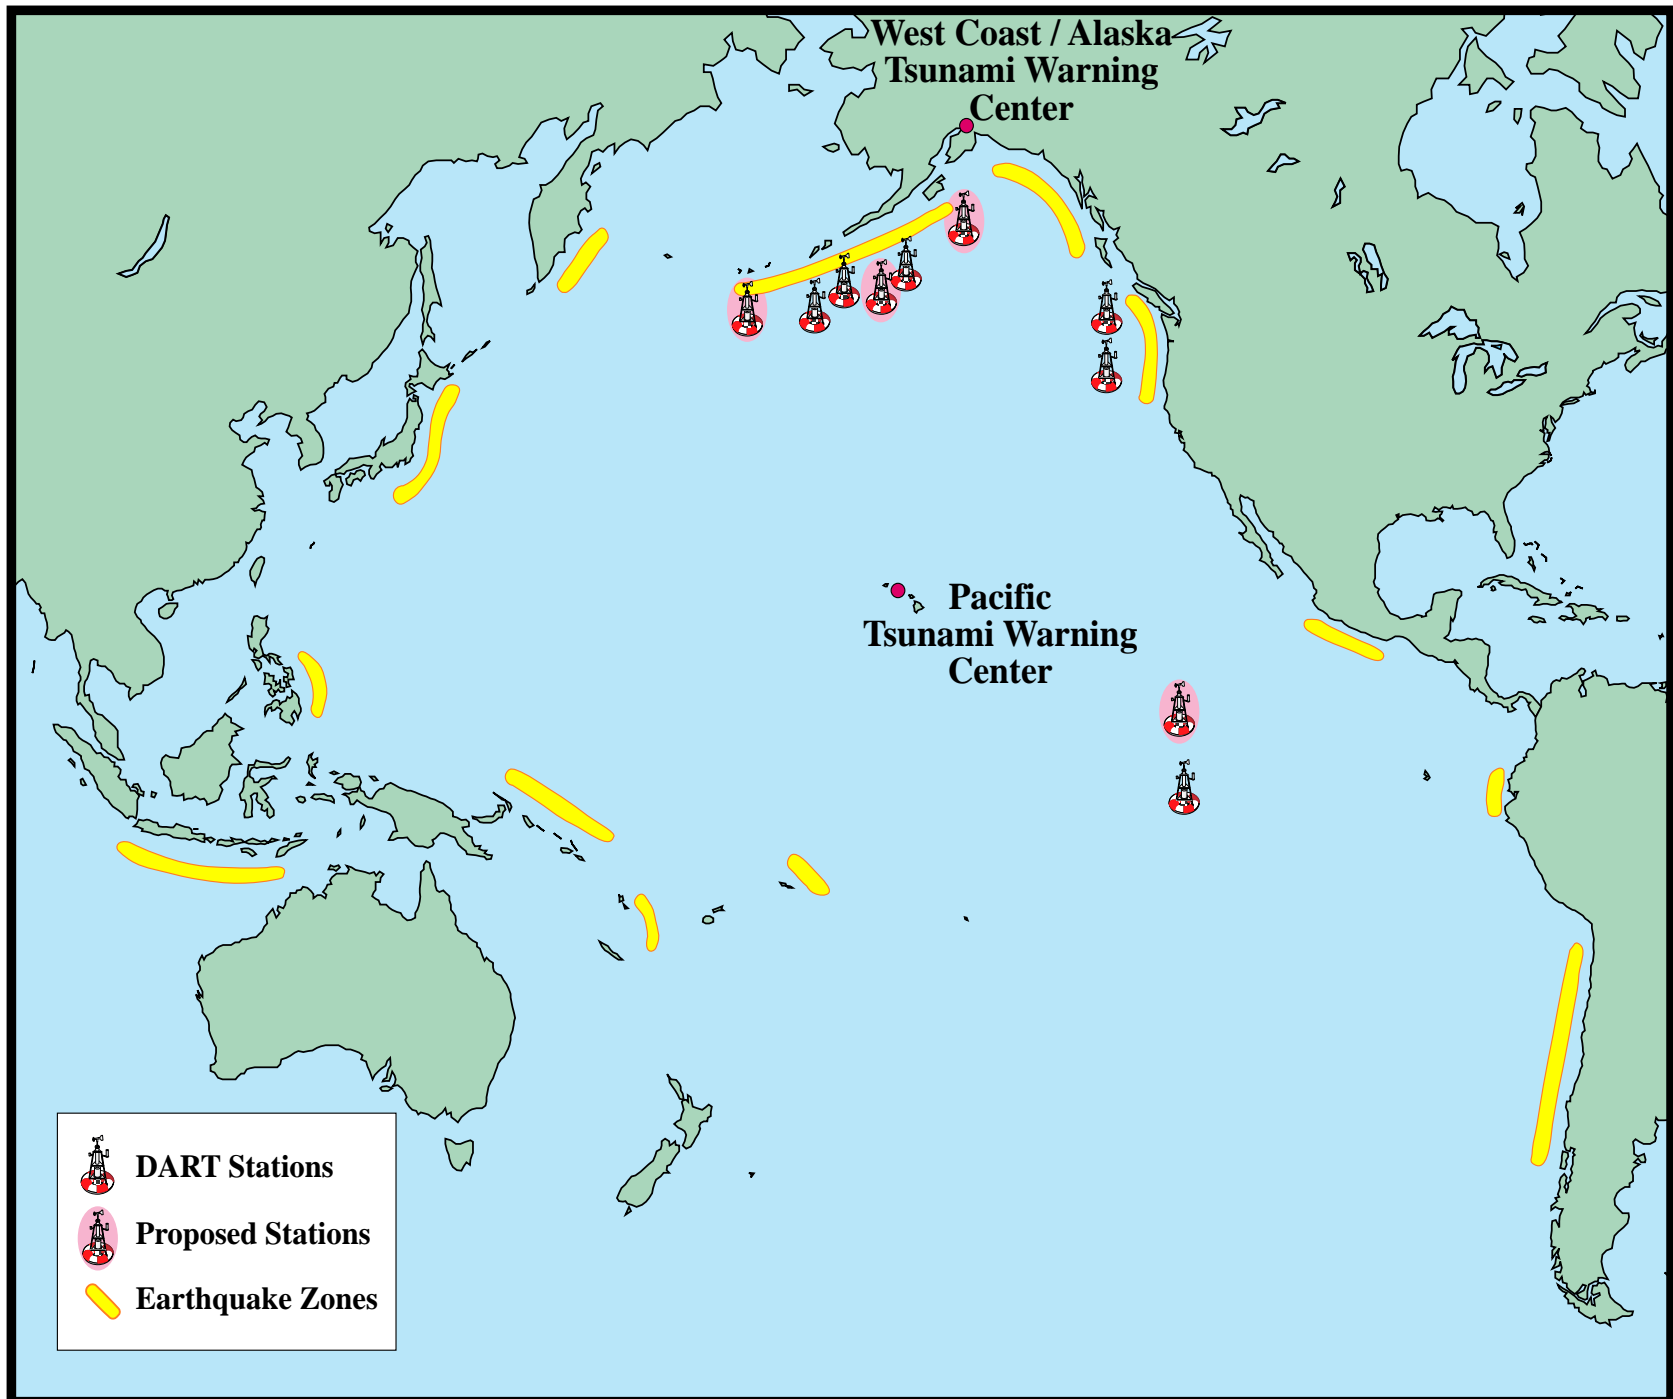 West Coast / Alaska
Tsunami Warning
Center
Pacific
Tsunami Warning
Center
DART Stations
Proposed Stations
Earthquake Zones